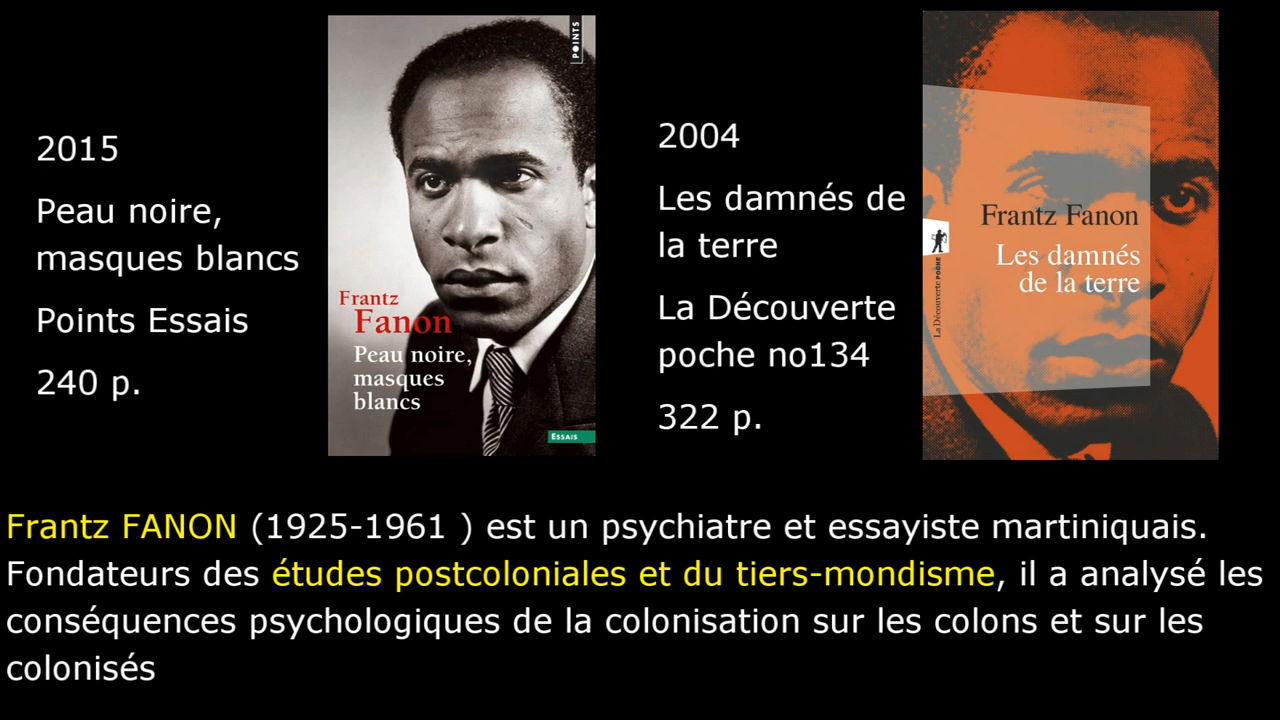 2015
Peau noire,
masques blancs
Points Essais
240 p.
POINTS
Frantz
Fanon
Peau noire,
masques
blancs
ESSAIS
2004
Les damnés de
la terre
La Découverte
poche no134
322 p.
Frantz Fanon
Les damnés
de la terre
La Découverte POCHE
Frantz FANON (1925-1961 ) est un psychiatre et essayiste martiniquais.
Fondateurs des études postcoloniales et du tiers-mondisme, il a analysé les
conséquences psychologiques de la colonisation sur les colons et sur les
colonisés